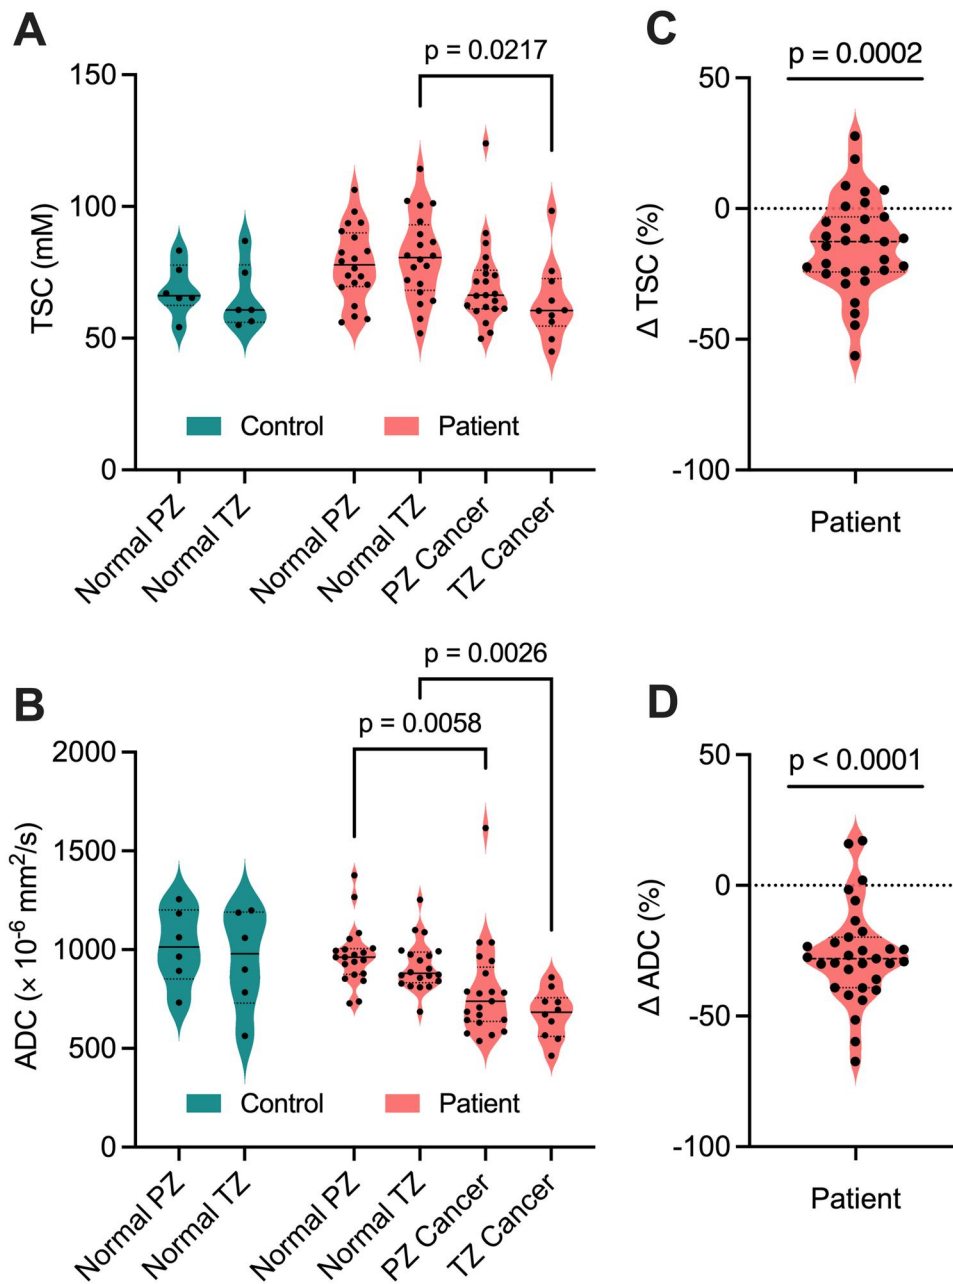 A
p = 0.0217
150
100
50
0
TSC (mM)
Control
Patient
Normal PZ
Normal TZ
Normal PZ
Normal TZ
PZ Cancer
TZ Cancer
C
p = 0.0002
50
0
-50
-100
Δ TSC (%)
Patient
B
p = 0.0026
p = 0.0058
2000
1500
1000
500
0
ADC (× 10⁻⁶ mm²/s)
Control
Patient
Normal PZ
Normal TZ
Normal PZ
Normal TZ
PZ Cancer
TZ Cancer
D
p < 0.0001
50
0
-50
-100
Δ ADC (%)
Patient